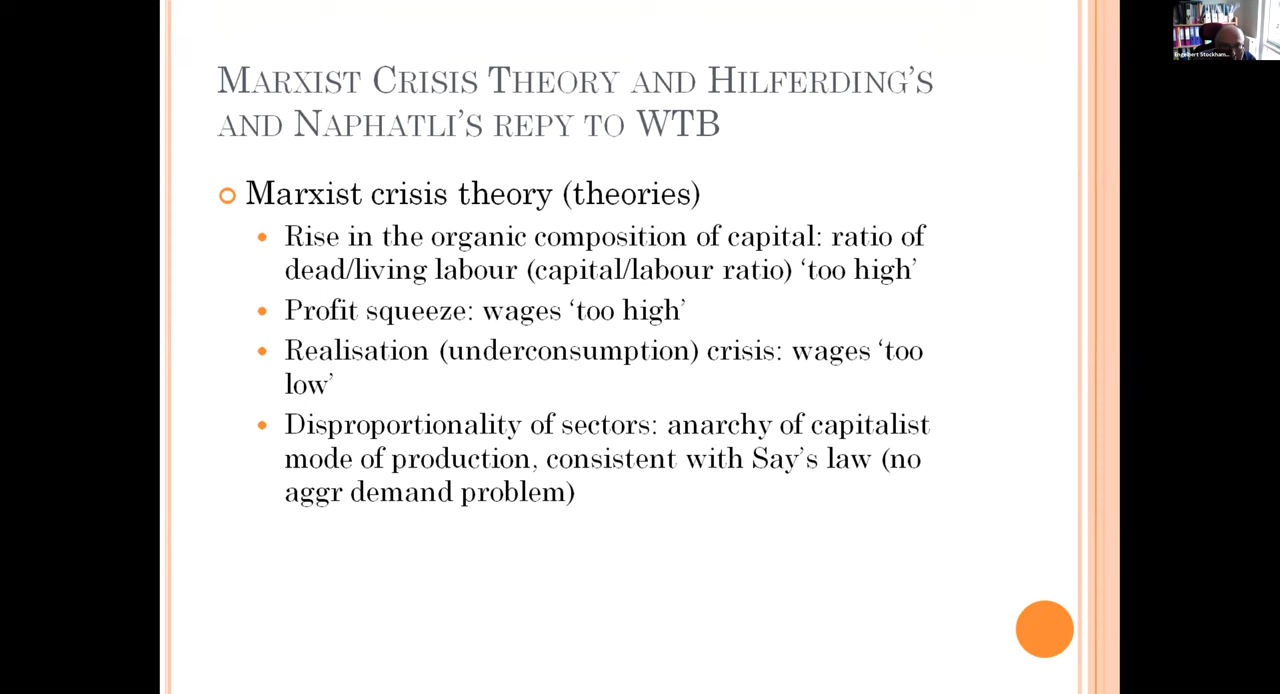 MARXIST CRISIS THEORY AND HILFERDING'S
AND NAPHATLI'S REPY TO WTB
Marxist crisis theory (theories)
Rise in the organic composition of capital: ratio of
dead/living labour (capital/labour ratio) 'too high'
Profit squeeze: wages 'too high'
Realisation (underconsumption) crisis: wages 'too
low'
Disproportionality of sectors: anarchy of capitalist
mode of production, consistent with Say's law (no
aggr demand problem)
Engelbert Stockham...